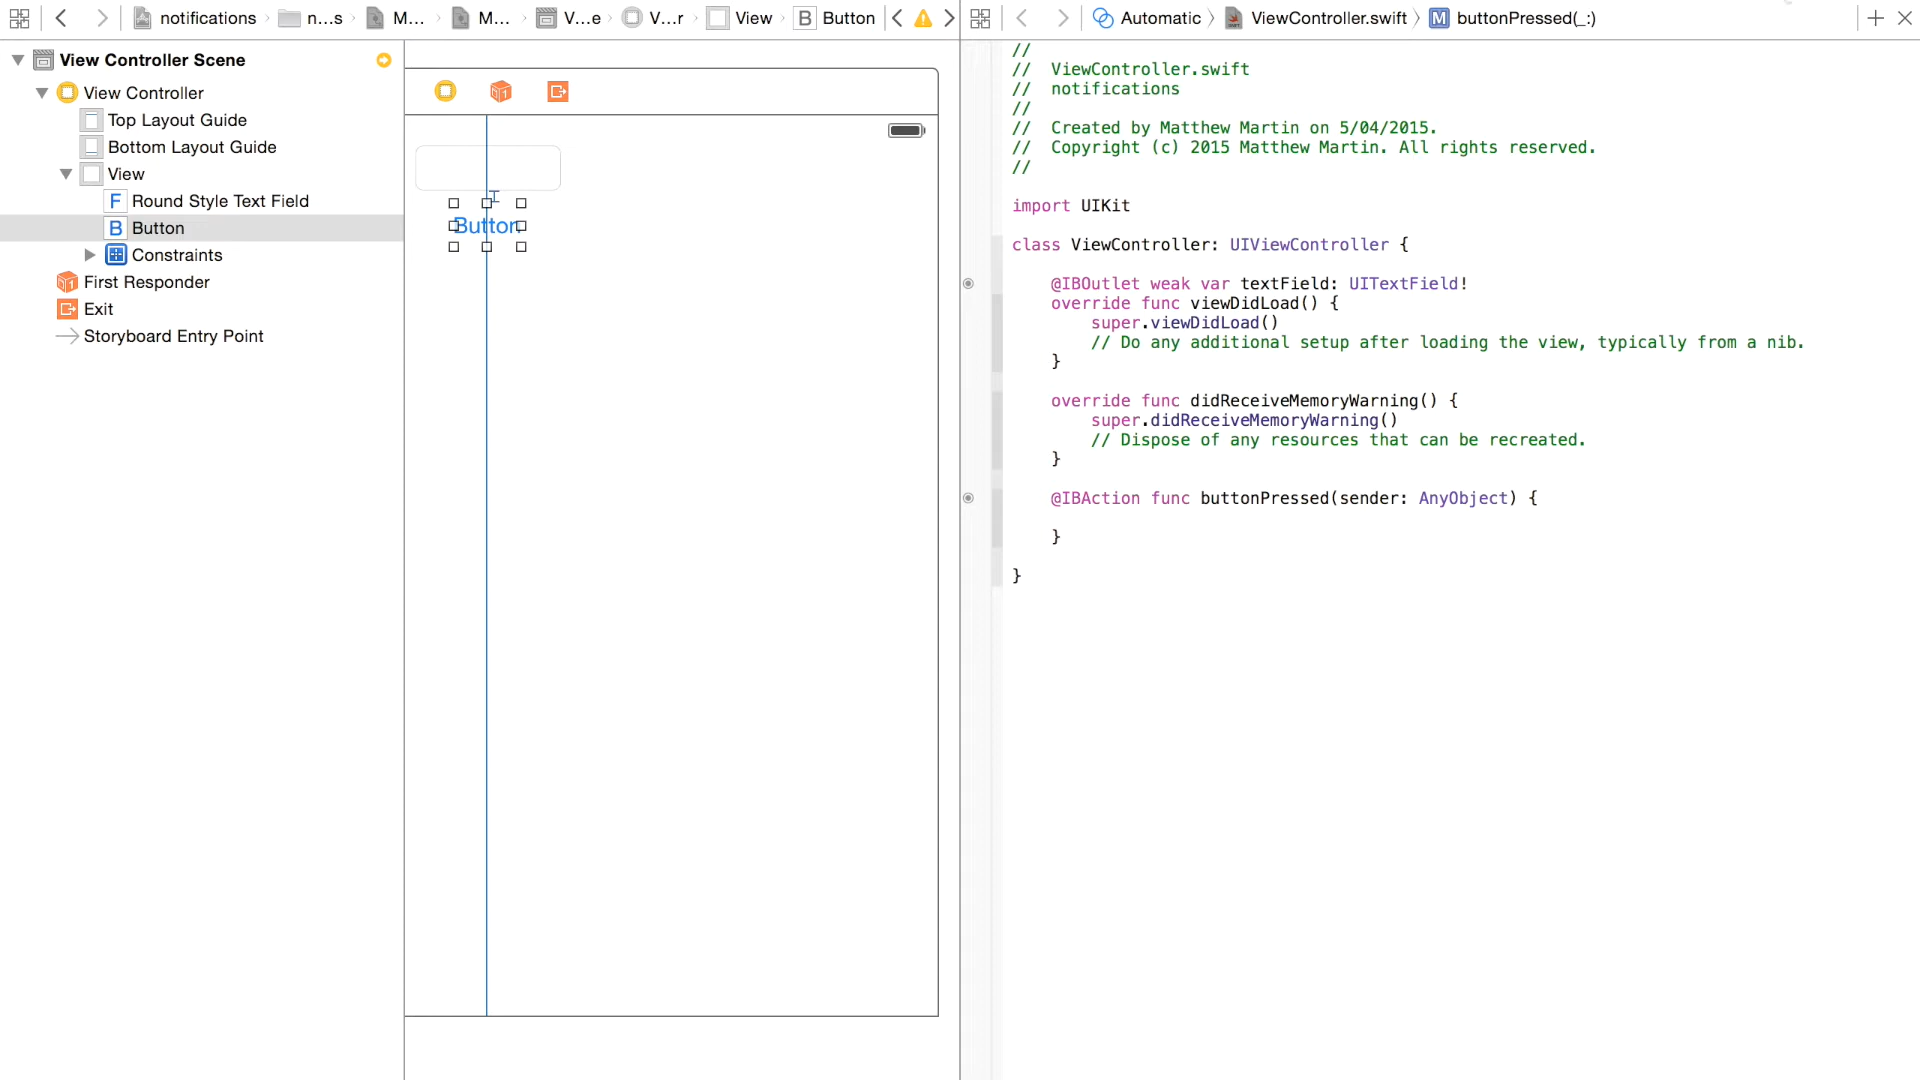 notifications n...s M... M... V...e V...r View B Button
Automatic ViewController.swift M buttonPressed(_:)
View Controller Scene
View Controller
Top Layout Guide
Bottom Layout Guide
View
F Round Style Text Field
B Button
Constraints
First Responder
Exit
Storyboard Entry Point
Button
//
// ViewController.swift
// notifications
//
// Created by Matthew Martin on 5/04/2015.
// Copyright (c) 2015 Matthew Martin. All rights reserved.
//
import UIKit
class ViewController: UIViewController {
@IBOutlet weak var textField: UITextField!
override func viewDidLoad() {
super.viewDidLoad()
// Do any additional setup after loading the view, typically from a nib.
}
override func didReceiveMemoryWarning() {
super.didReceiveMemoryWarning()
// Dispose of any resources that can be recreated.
}
@IBAction func buttonPressed(sender: AnyObject) {
}
}